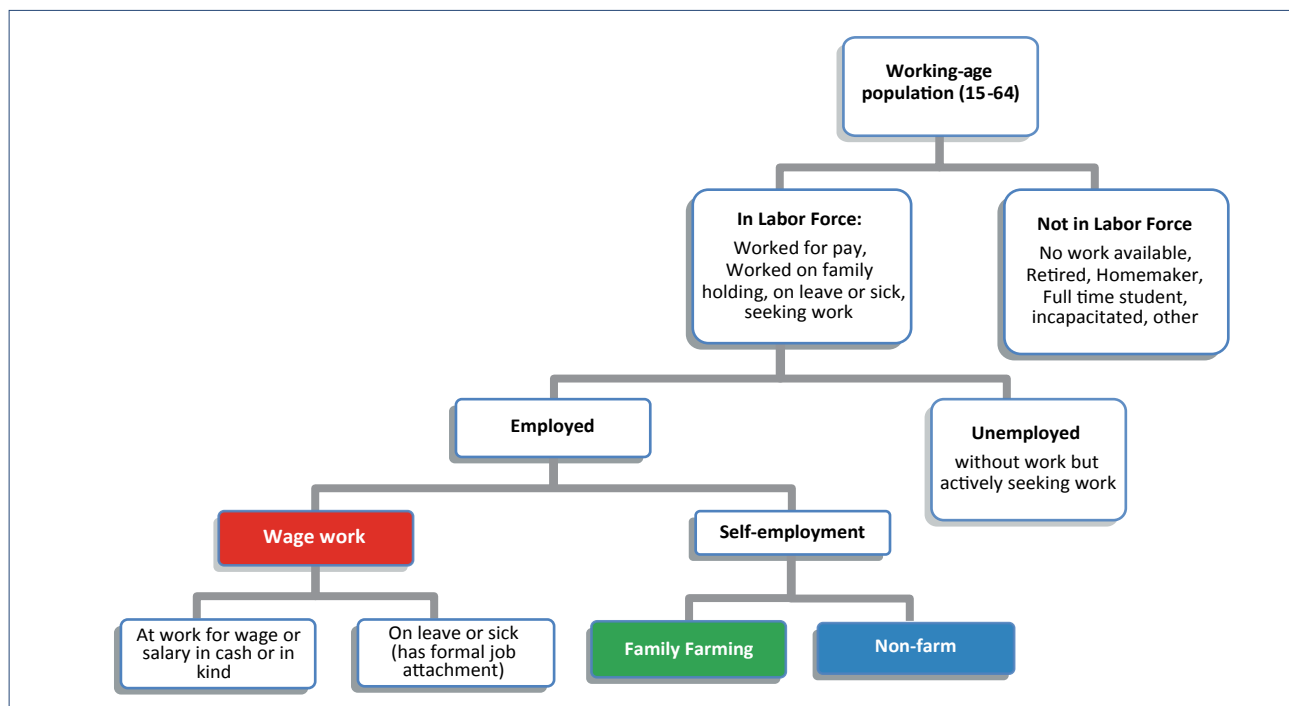 Working-age
population (15-64)
In Labor Force:
Worked for pay,
Worked on family
holding, on leave or sick,
seeking work
Not in Labor Force
No work available,
Retired, Homemaker,
Full time student,
incapacitated, other
Employed
Unemployed
without work but
actively seeking work
Wage work
Self-employment
At work for wage or
salary in cash or in
kind
On leave or sick
(has formal job
attachment)
Family Farming
Non-farm